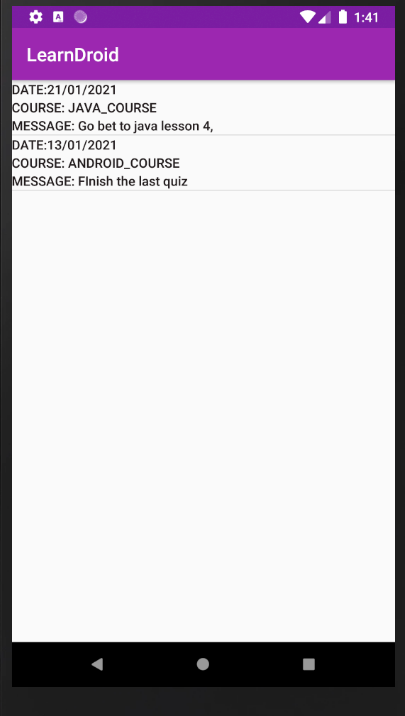 1:41
LearnDroid
DATE:21/01/2021
COURSE: JAVA_COURSE
MESSAGE: Go bet to java lesson 4,
DATE:13/01/2021
COURSE: ANDROID_COURSE
MESSAGE: FInish the last quiz